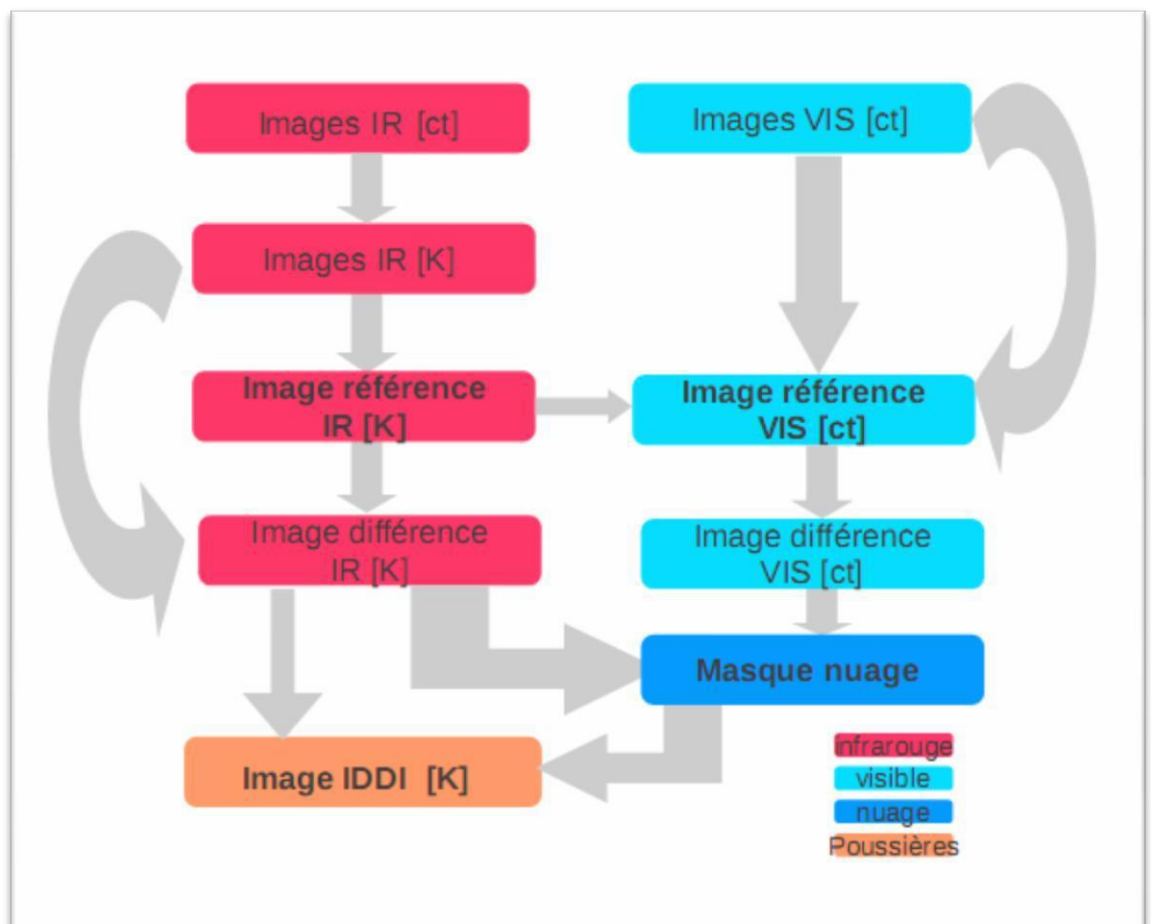 Images IR [ct]
Images VIS [ct]
Images IR [K]
Image référence
IR [K]
Image référence
VIS [ct]
Image différence
IR [K]
Image différence
VIS [ct]
Masque nuage
Image IDDI [K]
infrarouge
visible
nuage
Poussières